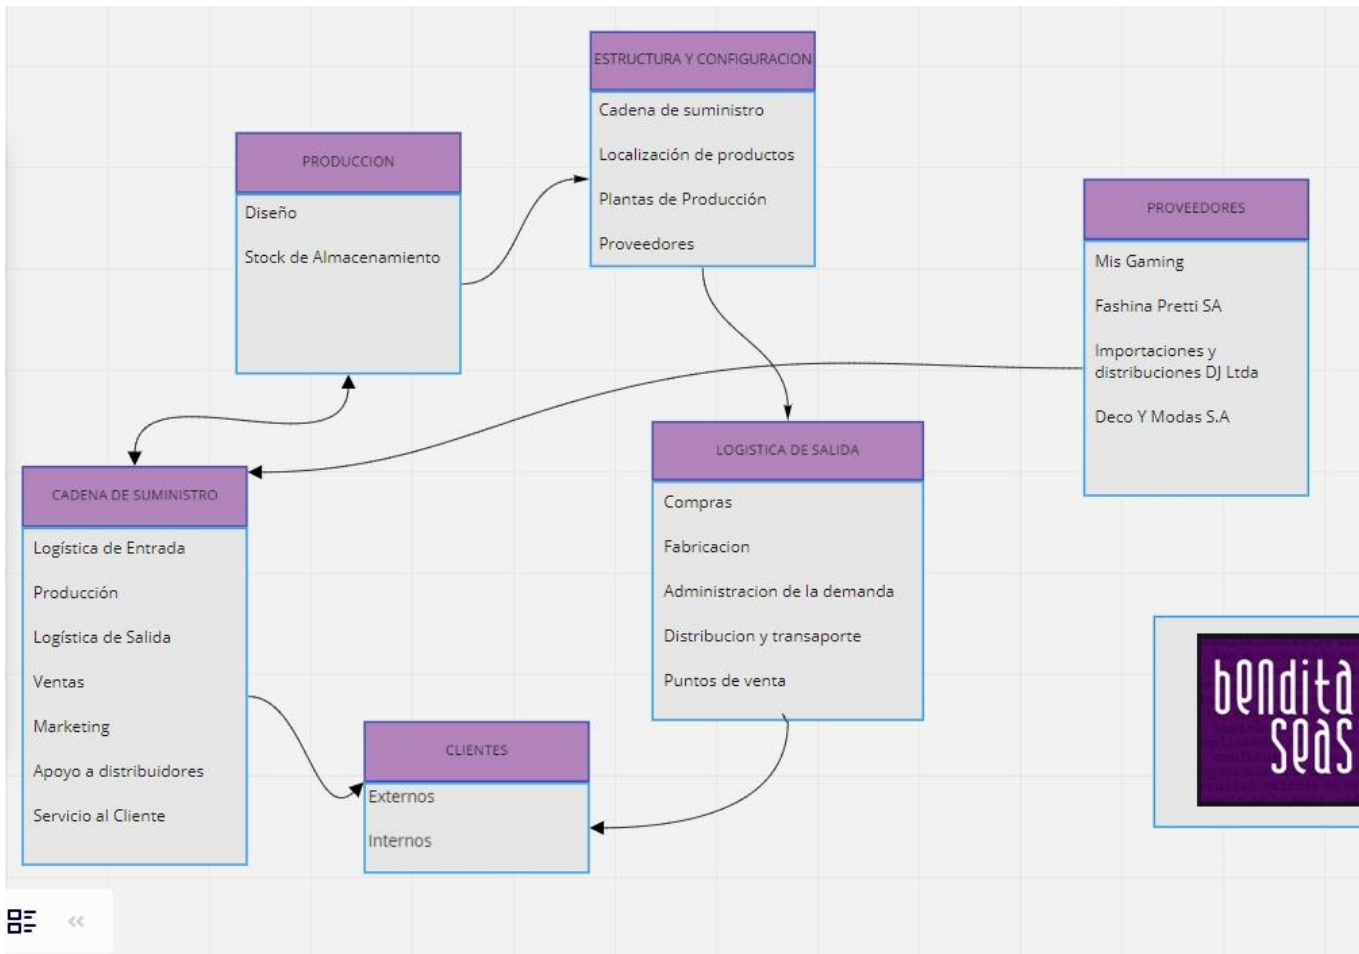 ESTRUCTURA Y CONFIGURACION
Cadena de suministro
Localización de productos
Plantas de Producción
Proveedores
PRODUCCION
Diseño
Stock de Almacenamiento
PROVEEDORES
Mis Gaming
Fashina Pretti SA
Importaciones y
distribuciones DJ Ltda
Deco Y Modas S.A
CADENA DE SUMINISTRO
Logística de Entrada
Producción
Logística de Salida
Ventas
Marketing
Apoyo a distribuidores
Servicio al Cliente
LOGISTICA DE SALIDA
Compras
Fabricacion
Administracion de la demanda
Distribucion y transaporte
Puntos de venta
CLIENTES
Externos
Internos
bendita
seas